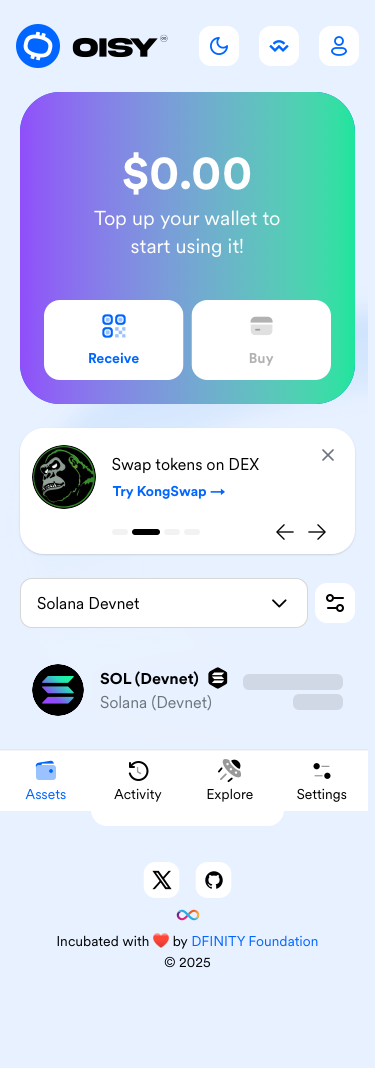 OISY
$0.00
Top up your wallet to
start using it!
Receive
Buy
Swap tokens on DEX
Try KongSwap →
Solana Devnet
SOL (Devnet)
Solana (Devnet)
Assets
Activity
Explore
Settings
Incubated with ❤️ by DFINITY Foundation
© 2025